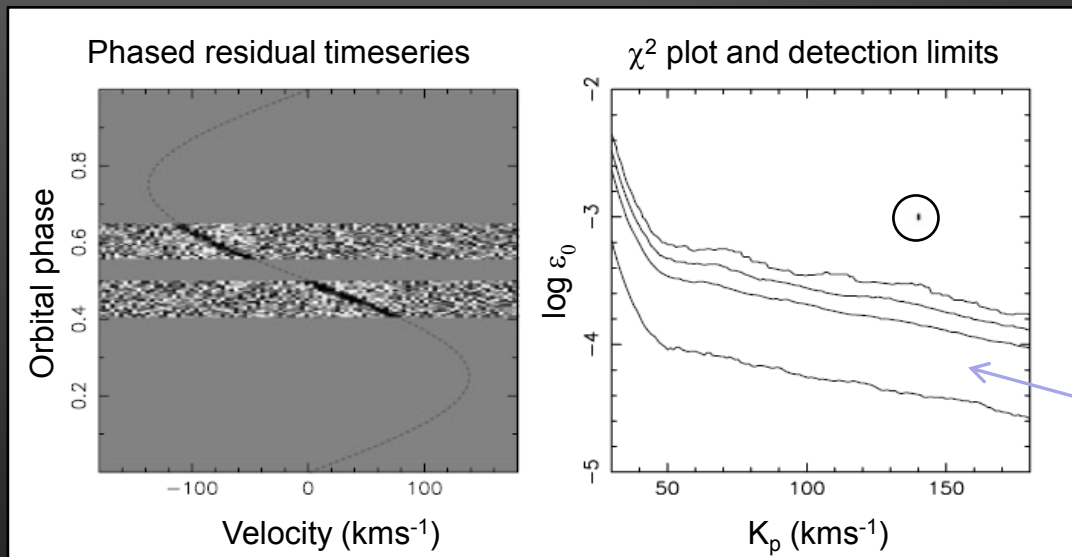 Phased residual timeseries
χ² plot and detection limits
Orbital phase
0.8
0.6
0.4
0.2
−100
0
100
Velocity (kms⁻¹)
log ε₀
−2
−3
−4
−5
50
100
150
Kₚ (kms⁻¹)